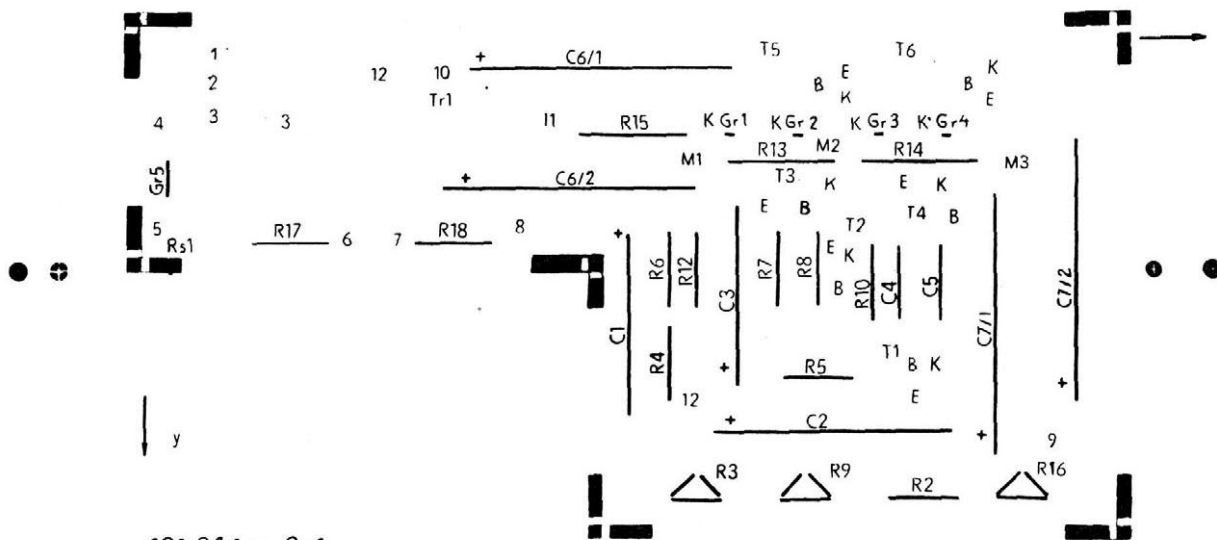 1
+ C6/1 T5 T6
12 10 E K
2 B B
Tr1 K E
3
4 3 I1 R15 K Gr1 K Gr2 K Gr3 K Gr4
M1 R13 M2 R14 M3
Gr5 + C6/2 T3 K E K
E B T4 B
5 R17 6 7 R18 8 + T2
Rs1 E K
R6 R12 C3 R7 R8 B R10 C4 C5 C7/1 C7/2
C1 R4 T1
+ R5 B K +
12 E
y + C2 + 9
R3 R9 R2 R16